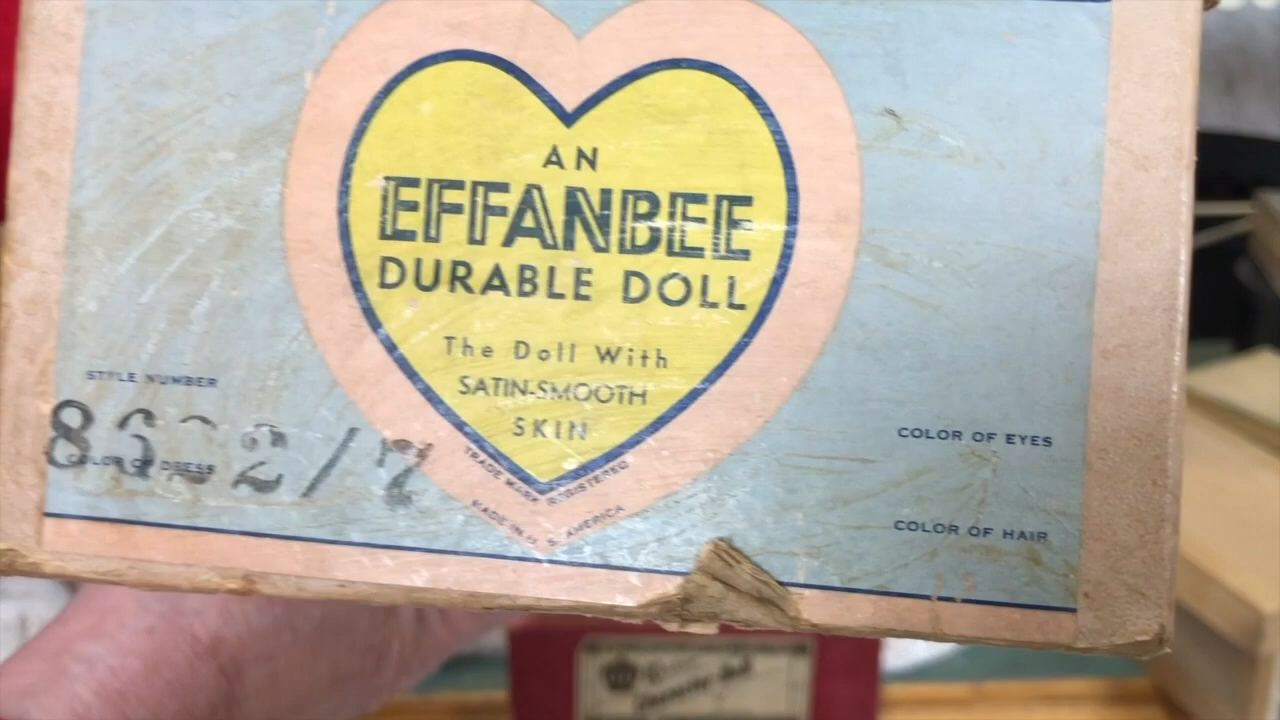 AN
EFFANBEE
DURABLE DOLL
The Doll With
SATIN-SMOOTH
SKIN
TRADE MARK REGISTERED
MADE IN U. S. AMERICA
STYLE NUMBER
COLOR OF DRESS
COLOR OF EYES
COLOR OF HAIR